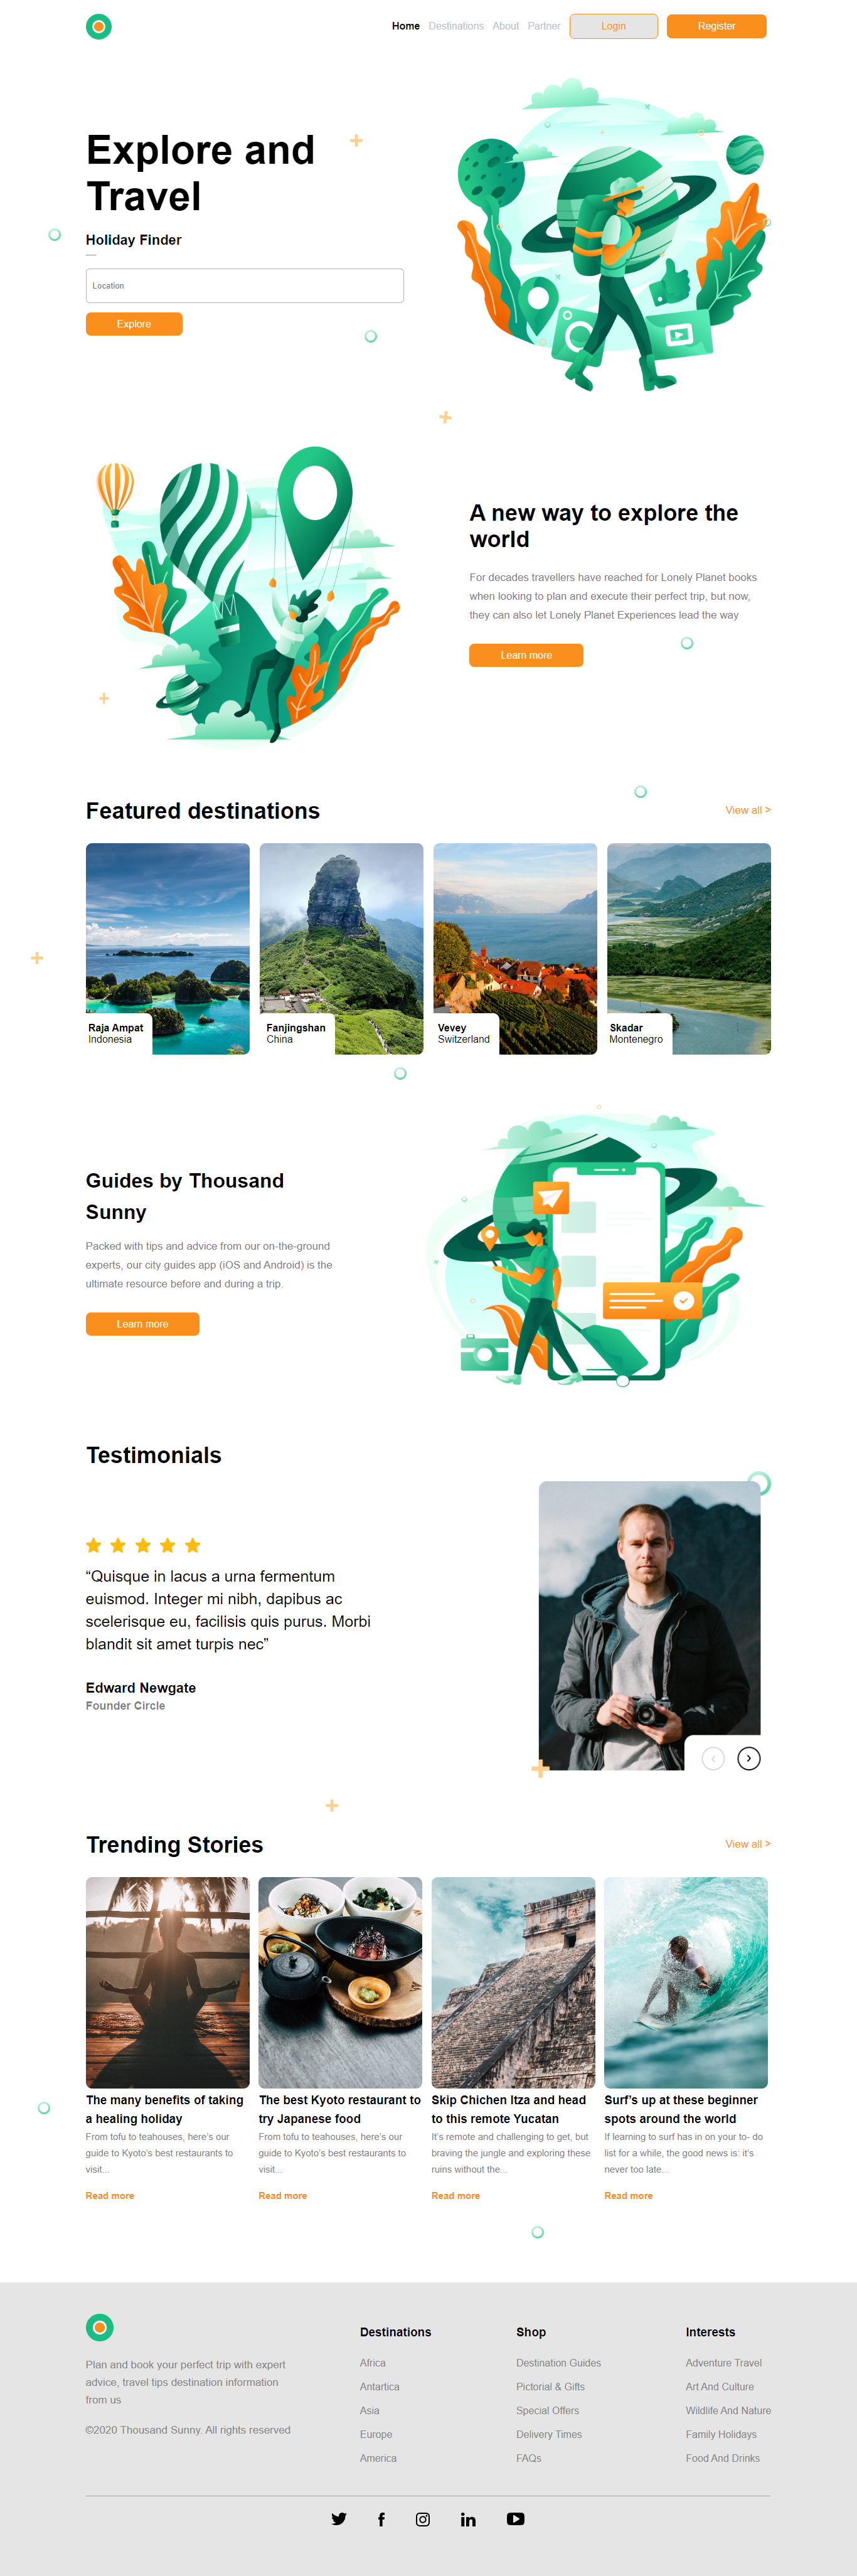 Home Destinations About Partner Login Register
Explore and
Travel
Holiday Finder
Location
Explore
A new way to explore the
world
For decades travellers have reached for Lonely Planet books
when looking to plan and execute their perfect trip, but now,
they can also let Lonely Planet Experiences lead the way
Learn more
Featured destinations
View all >
Raja Ampat
Indonesia
Fanjingshan
China
Vevey
Switzerland
Skadar
Montenegro
Guides by Thousand
Sunny
Packed with tips and advice from our on-the-ground
experts, our city guides app (iOS and Android) is the
ultimate resource before and during a trip.
Learn more
Testimonials
“Quisque in lacus a urna fermentum
euismod. Integer mi nibh, dapibus ac
scelerisque eu, facilisis quis purus. Morbi
blandit sit amet turpis nec”
Edward Newgate
Founder Circle
Trending Stories
View all >
The many benefits of taking
a healing holiday
From tofu to teahouses, here’s our
guide to Kyoto’s best restaurants to
visit...
Read more
The best Kyoto restaurant to
try Japanese food
From tofu to teahouses, here’s our
guide to Kyoto’s best restaurants to
visit...
Read more
Skip Chichen Itza and head
to this remote Yucatan
It’s remote and challenging to get, but
braving the jungle and exploring these
ruins without the...
Read more
Surf’s up at these beginner
spots around the world
If learning to surf has in on your to- do
list for a while, the good news is: it’s
never too late...
Read more
Plan and book your perfect trip with expert
advice, travel tips destination information
from us
©2020 Thousand Sunny. All rights reserved
Destinations
Africa
Antartica
Asia
Europe
America
Shop
Destination Guides
Pictorial & Gifts
Special Offers
Delivery Times
FAQs
Interests
Adventure Travel
Art And Culture
Wildlife And Nature
Family Holidays
Food And Drinks